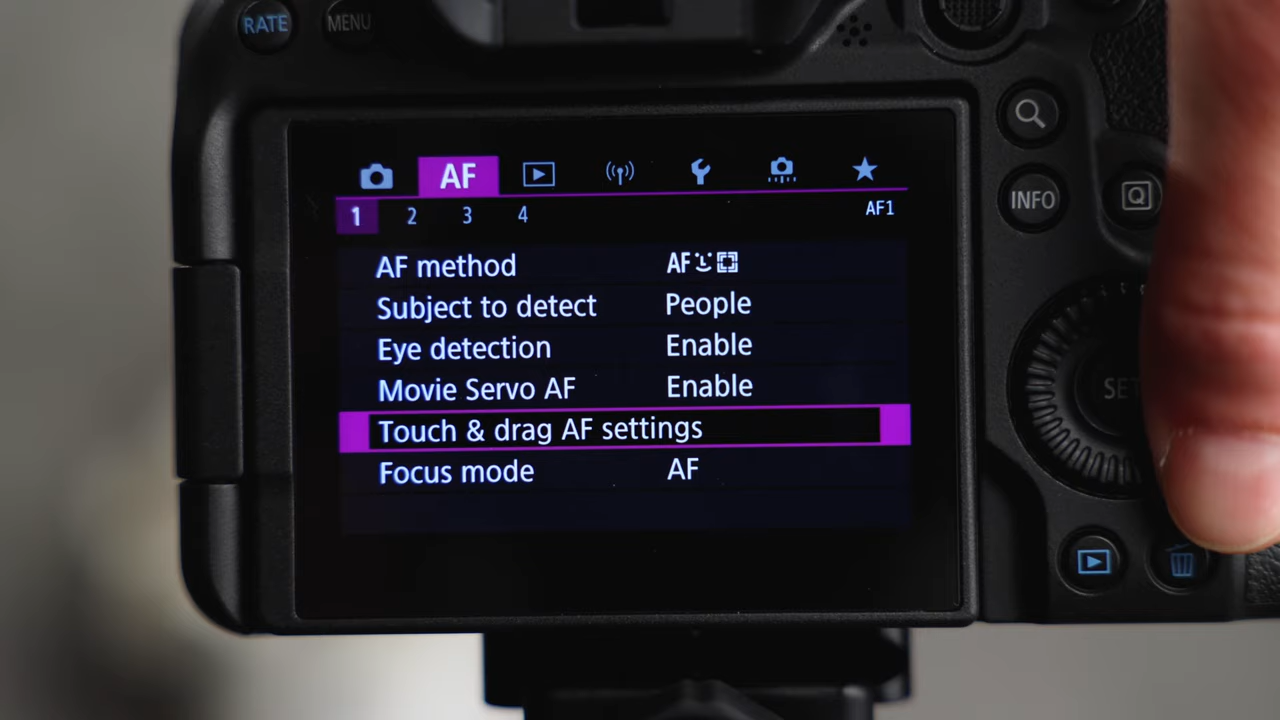 RATE MENU
AF
1 2 3 4 AF1
INFO
Q
AF method AF
Subject to detect People
Eye detection Enable
Movie Servo AF Enable
SET
Touch & drag AF settings
Focus mode AF